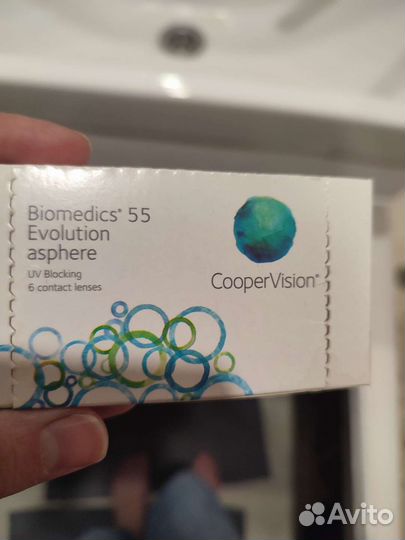 Biomedics® 55
Evolution
asphere
UV Blocking
6 contact lenses
CooperVision®
Avito